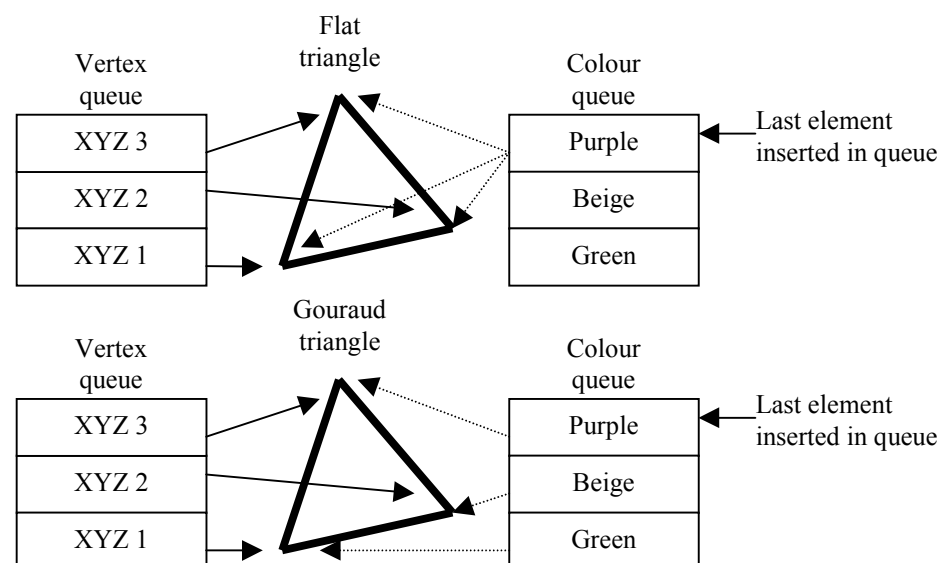 Flat
triangle
Vertex
queue
Colour
queue
XYZ 3
XYZ 2
XYZ 1
Purple
Beige
Green
Last element
inserted in queue
Gouraud
triangle
Vertex
queue
Colour
queue
XYZ 3
XYZ 2
XYZ 1
Purple
Beige
Green
Last element
inserted in queue